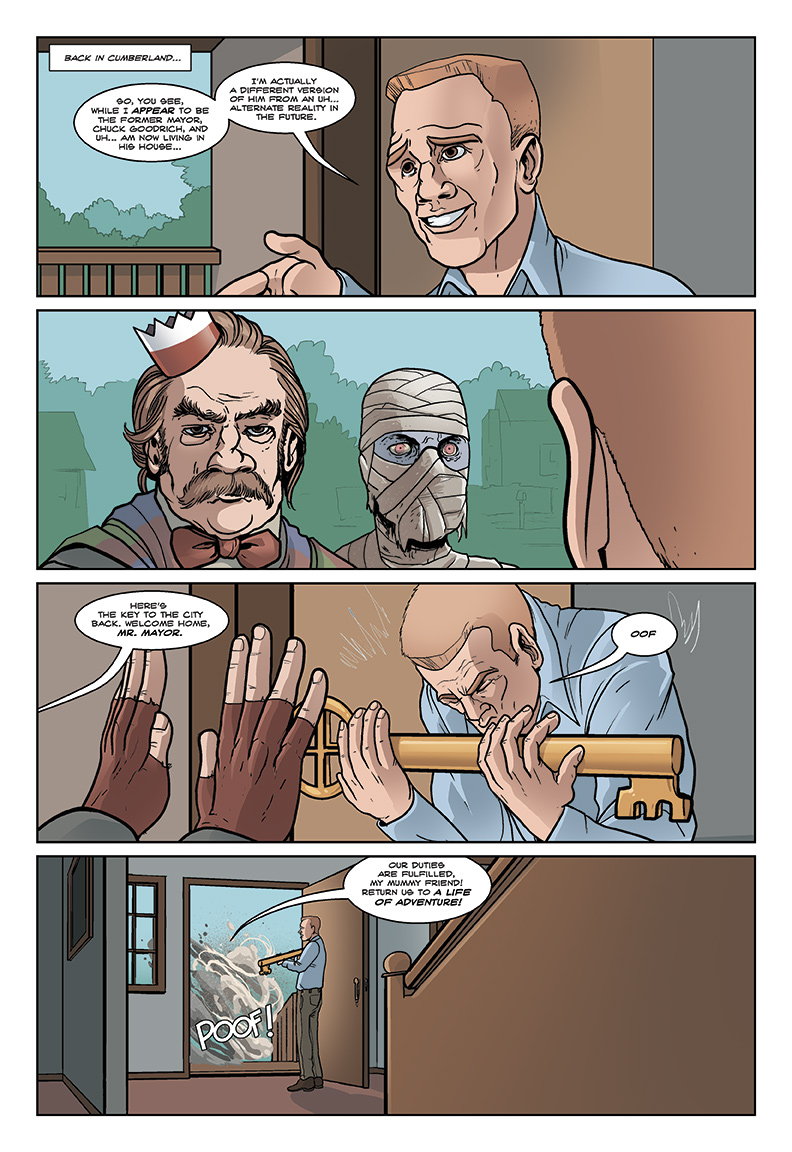 BACK IN CUMBERLAND...
SO, YOU SEE,
WHILE I APPEAR TO BE
THE FORMER MAYOR,
CHUCK GOODRICH, AND
UH... AM NOW LIVING IN
HIS HOUSE...
I'M ACTUALLY
A DIFFERENT VERSION
OF HIM FROM AN UH...
ALTERNATE REALITY IN
THE FUTURE.
HERE'S
THE KEY TO THE CITY
BACK. WELCOME HOME,
MR. MAYOR.
OOF
OUR DUTIES
ARE FULFILLED,
MY MUMMY FRIEND!
RETURN US TO A LIFE
OF ADVENTURE!
POOF!